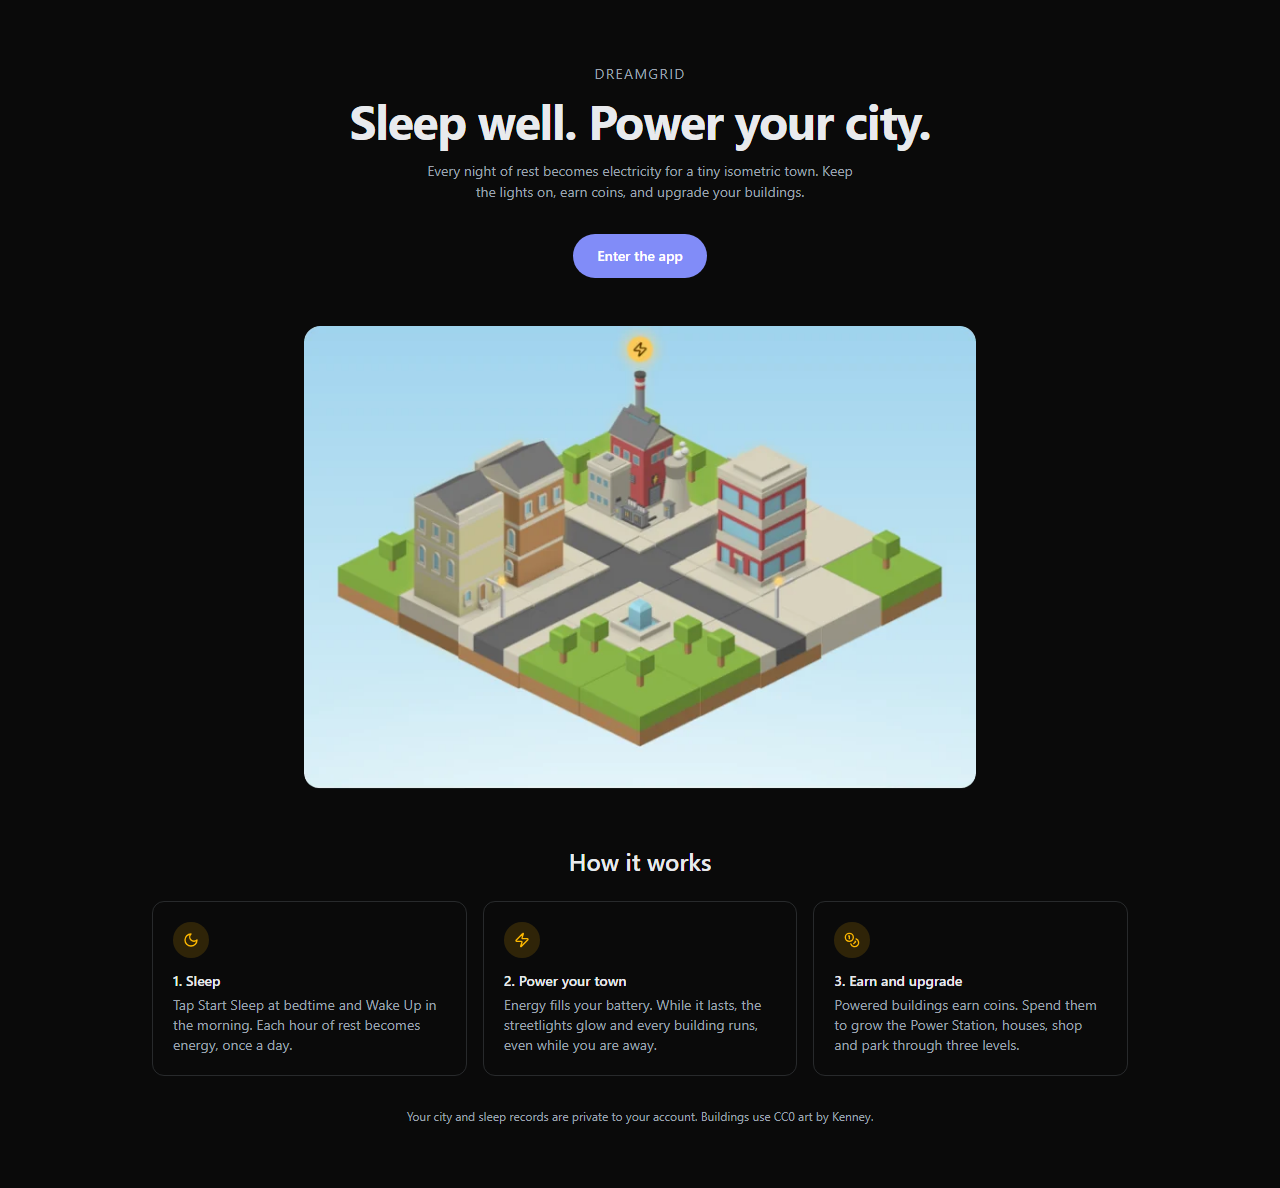 DREAMGRID
Sleep well. Power your city.
Every night of rest becomes electricity for a tiny isometric town. Keep
the lights on, earn coins, and upgrade your buildings.
Enter the app
How it works
1. Sleep
Tap Start Sleep at bedtime and Wake Up in
the morning. Each hour of rest becomes
energy, once a day.
2. Power your town
Energy fills your battery. While it lasts, the
streetlights glow and every building runs,
even while you are away.
3. Earn and upgrade
Powered buildings earn coins. Spend them
to grow the Power Station, houses, shop
and park through three levels.
Your city and sleep records are private to your account. Buildings use CC0 art by Kenney.